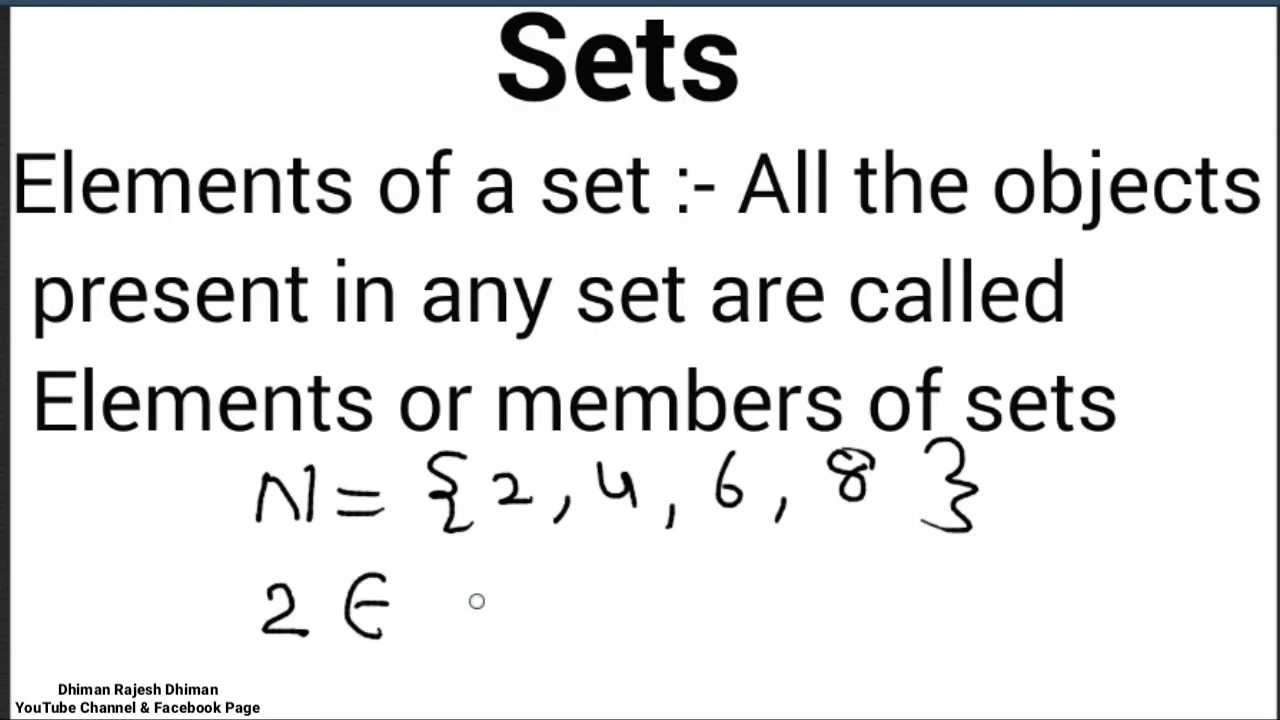 Sets
Elements of a set :- All the objects
present in any set are called
Elements or members of sets
N = {2, 4, 6, 8}
2 ∈
Dhiman Rajesh Dhiman
YouTube Channel & Facebook Page